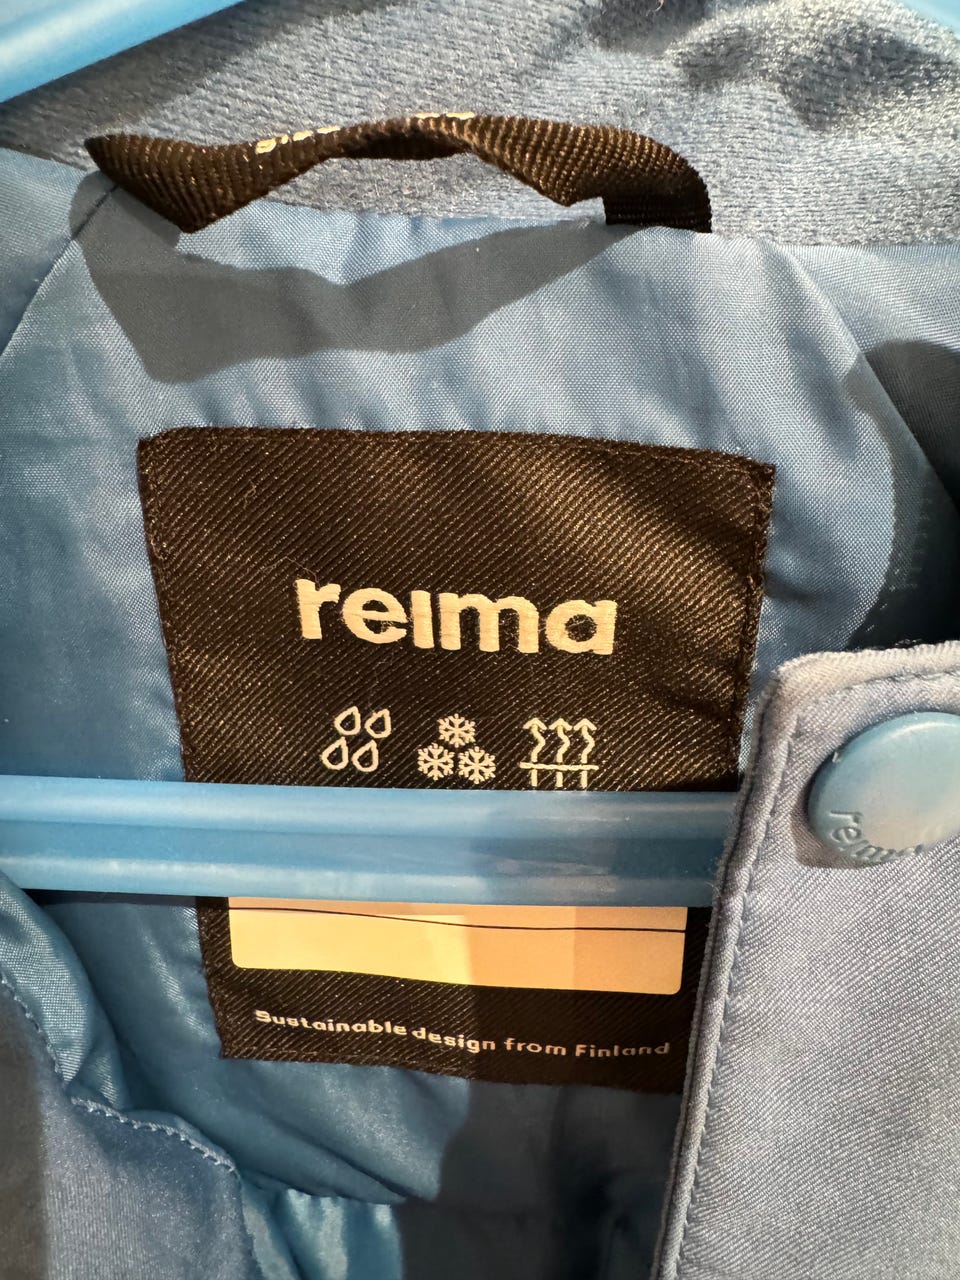 reima
Sustainable design from Finland
reima